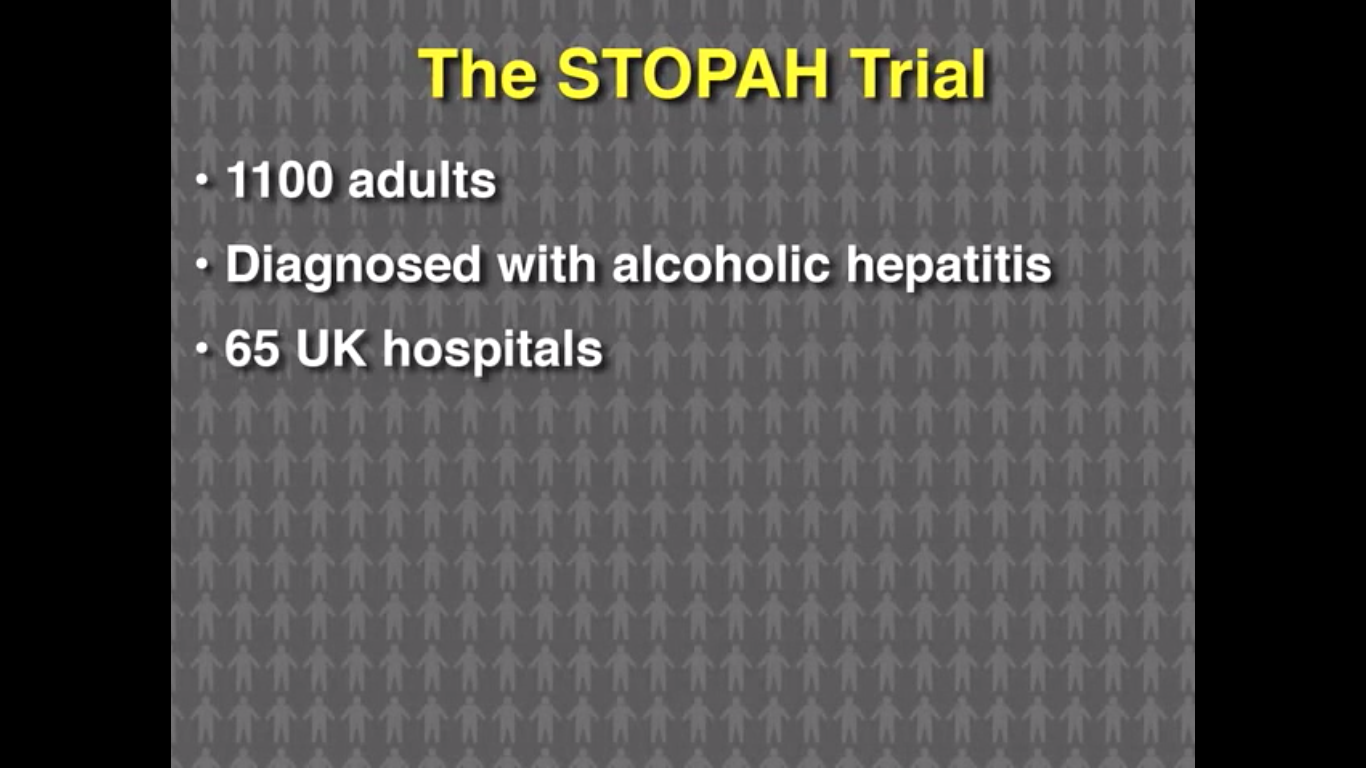 The STOPAH Trial
• 1100 adults
• Diagnosed with alcoholic hepatitis
• 65 UK hospitals